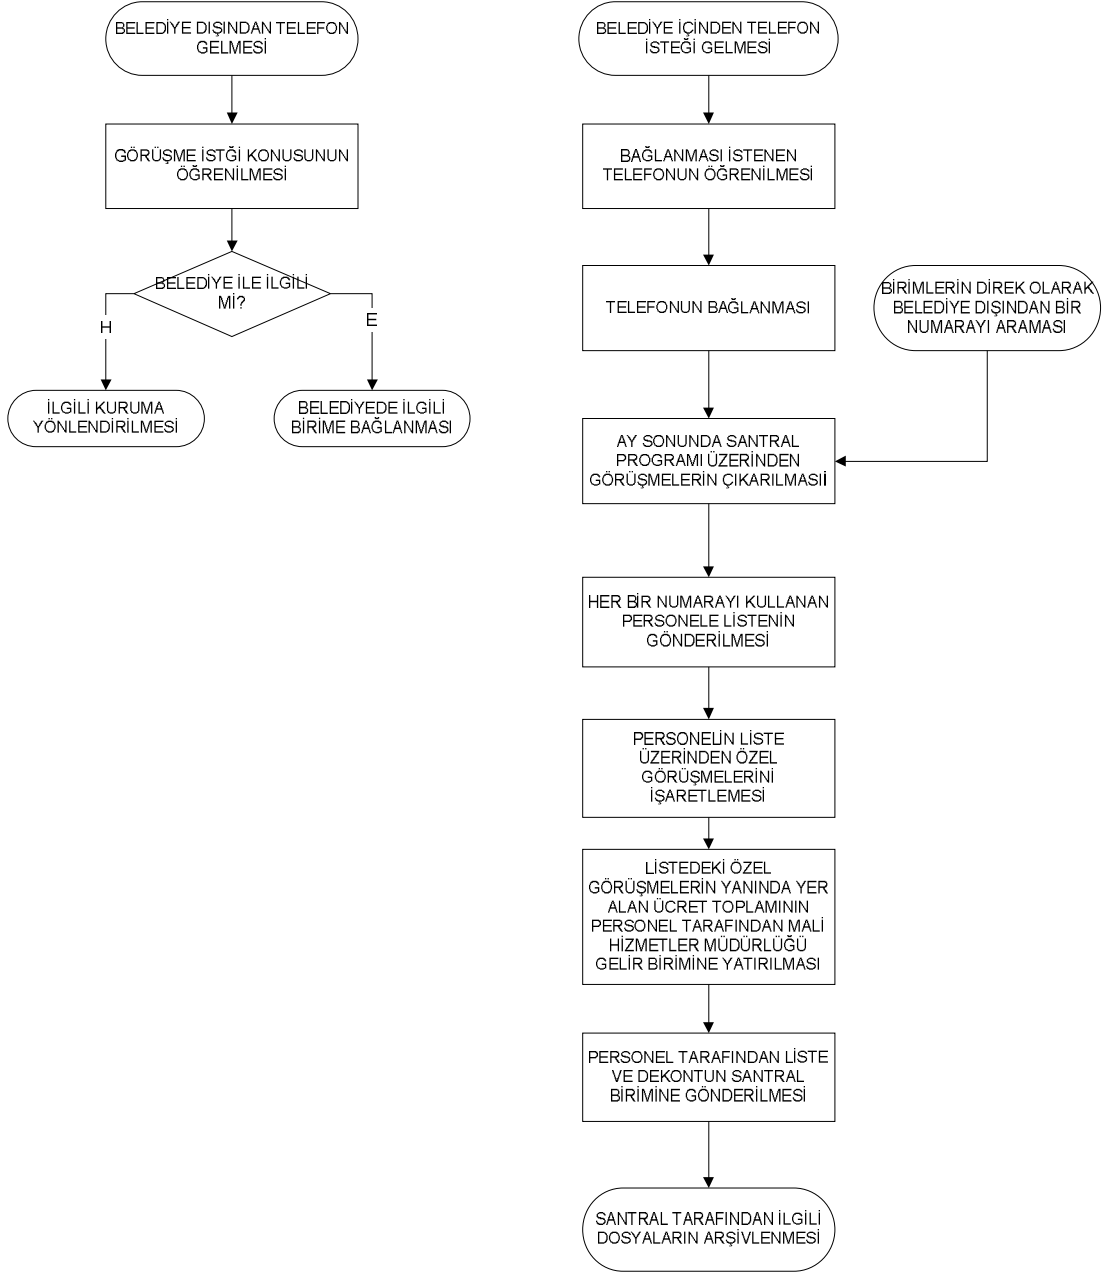 BELEDİYE DIŞINDAN TELEFON
GELMESİ
GÖRÜŞME İSTĞİ KONUSUNUN
ÖĞRENİLMESİ
BELEDİYE İLE İLGİLİ
Mİ?
H
E
İLGİLİ KURUMA
YÖNLENDİRİLMESİ
BELEDİYEDE İLGİLİ
BİRİME BAĞLANMASI
BELEDİYE İÇİNDEN TELEFON
İSTEĞİ GELMESİ
BAĞLANMASI İSTENEN
TELEFONUN ÖĞRENİLMESİ
TELEFONUN BAĞLANMASI
BİRİMLERİN DİREK OLARAK
BELEDİYE DIŞINDAN BİR
NUMARAYI ARAMASI
AY SONUNDA SANTRAL
PROGRAMI ÜZERİNDEN
GÖRÜŞMELERİN ÇIKARILMASIİ
HER BİR NUMARAYI KULLANAN
PERSONELE LİSTENİN
GÖNDERİLMESİ
PERSONELİN LİSTE
ÜZERİNDEN ÖZEL
GÖRÜŞMELERİNİ
İŞARETLEMESİ
LİSTEDEKİ ÖZEL
GÖRÜŞMELERİN YANINDA YER
ALAN ÜCRET TOPLAMININ
PERSONEL TARAFINDAN MALİ
HİZMETLER MÜDÜRLÜĞÜ
GELİR BİRİMİNE YATIRILMASI
PERSONEL TARAFINDAN LİSTE
VE DEKONTUN SANTRAL
BİRİMİNE GÖNDERİLMESİ
SANTRAL TARAFINDAN İLGİLİ
DOSYALARIN ARŞİVLENMESİ